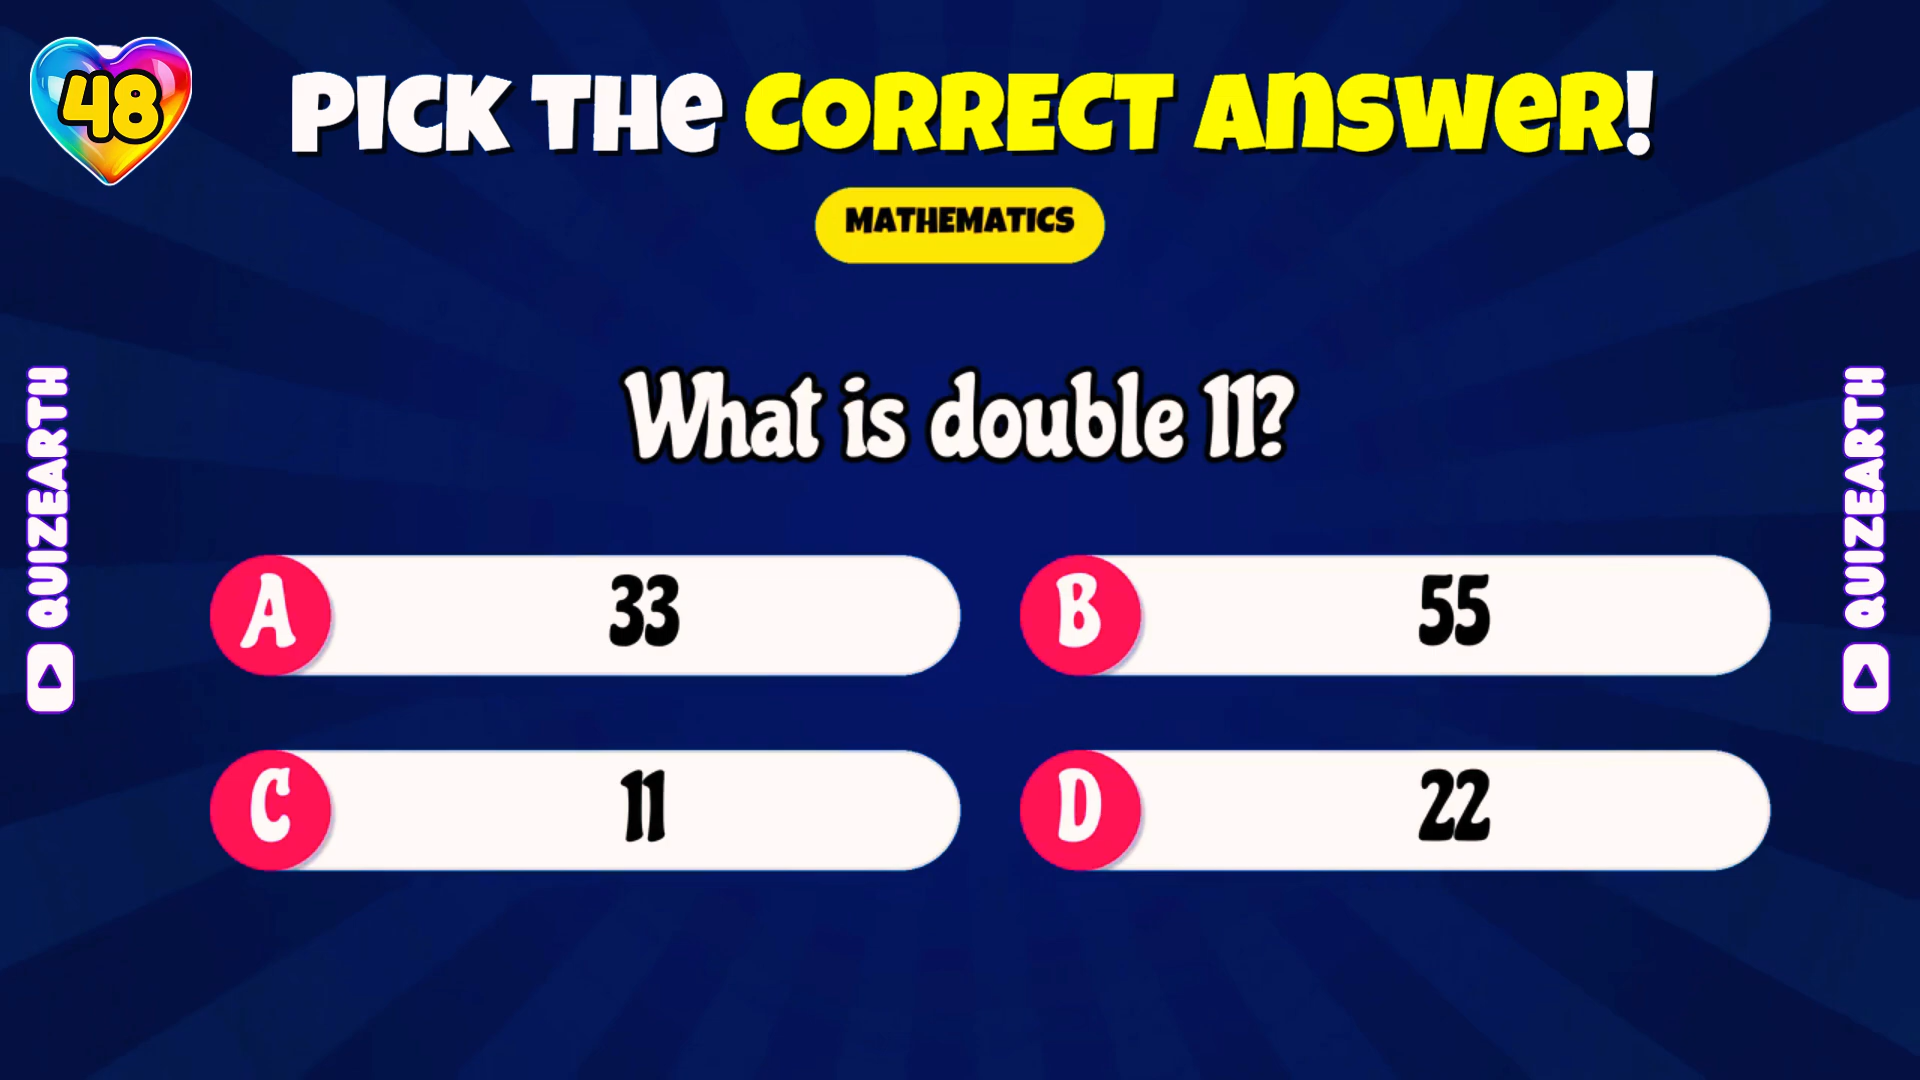 48
PICK THE CORRECT ANSWER!
MATHEMATICS
What is double 11?
A 33
B 55
C 11
D 22
QUIZEARTH
QUIZEARTH